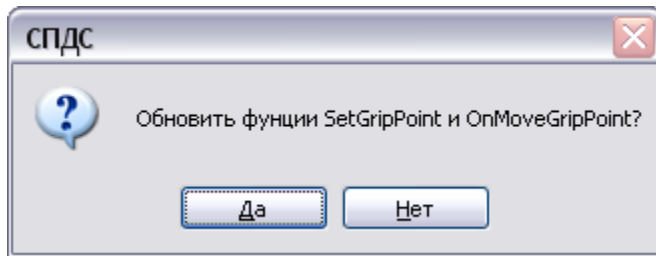 СПДС
Обновить фунции SetGripPoint и OnMoveGripPoint?
Да
Нет